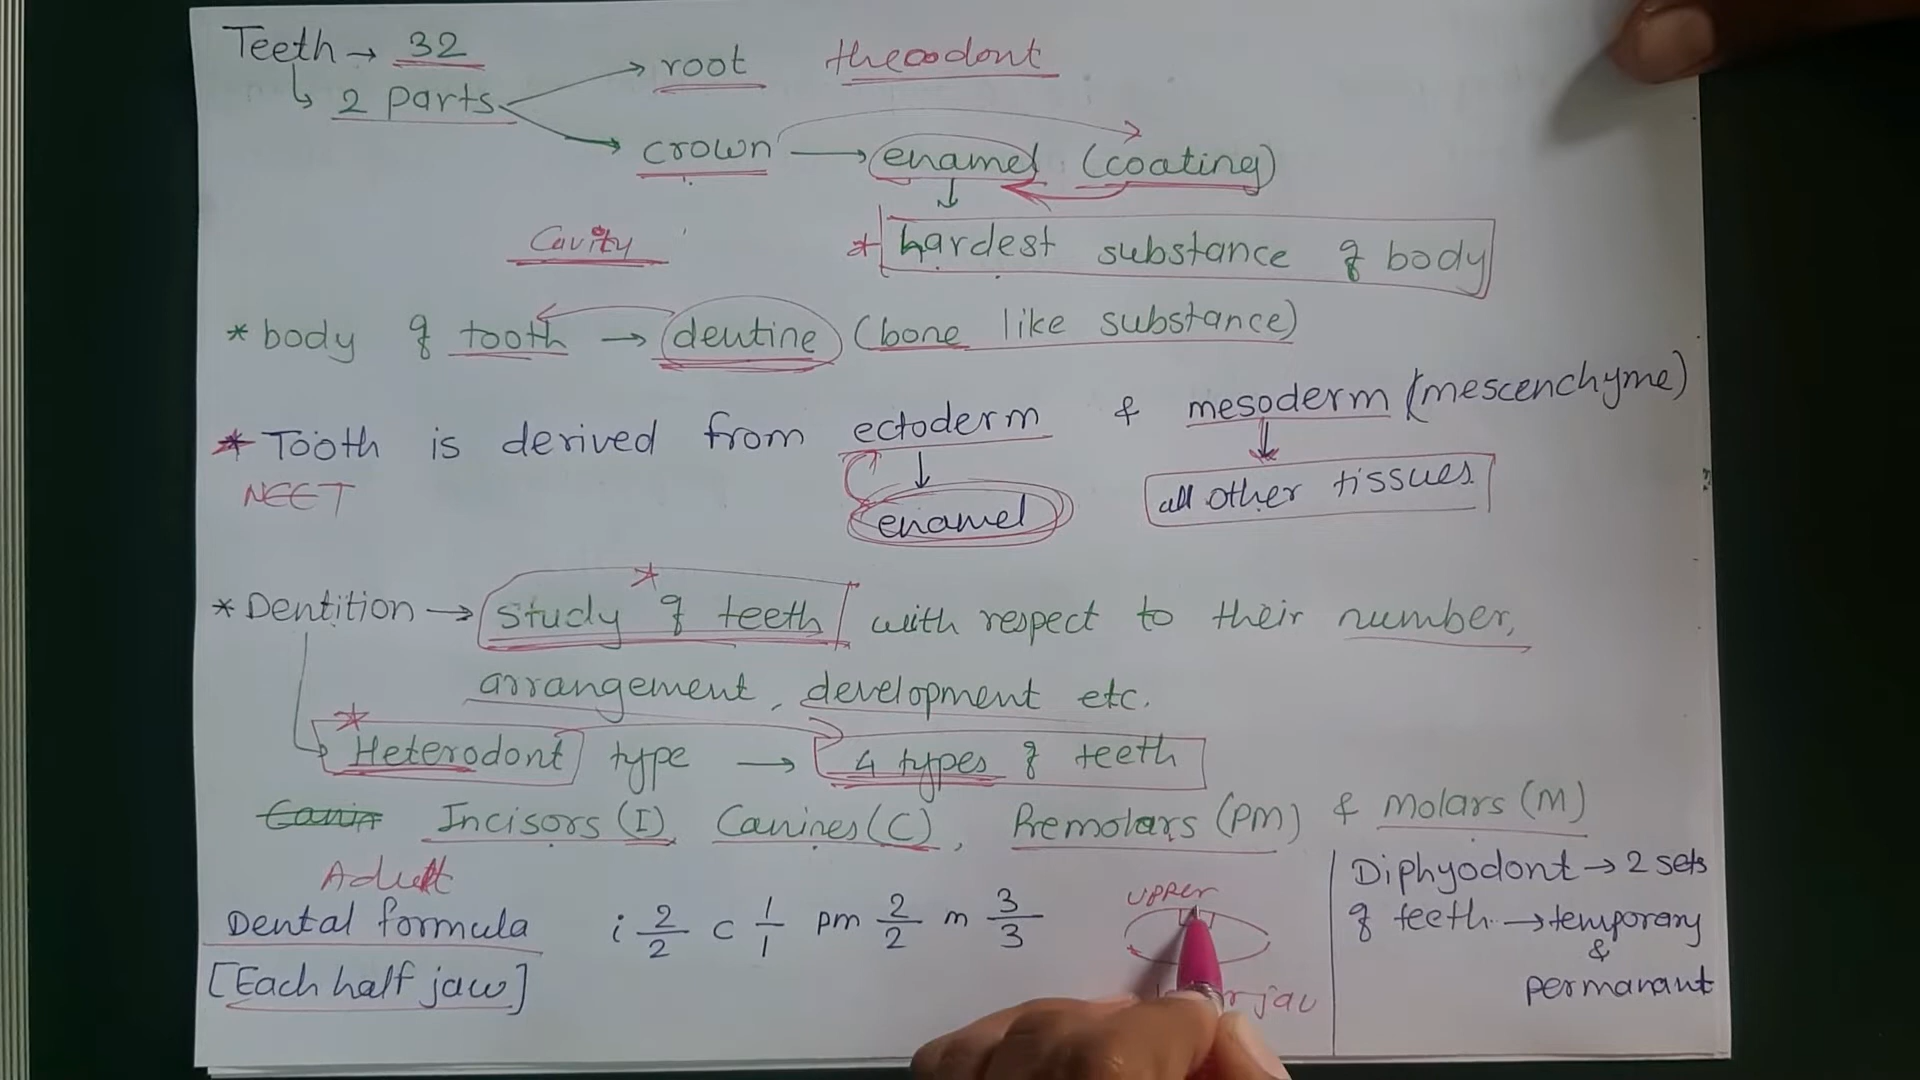 Teeth → 32 root thecodont
↳ 2 parts
crown → enamel (coating)
↓
Cavity * hardest substance of body
* body of tooth → deutine (bone like substance)
* Tooth is derived from ectoderm & mesoderm (mescenchyme)
NEET ↓ ↓
enamel all other tissues
* Dentition → study of teeth with respect to their number,
arrangement, development etc.
Heterodont type → 4 types of teeth
Incisors (I) Canines (C), Premolars (PM) & Molars (M)
Adult
Dental formula i 2/2 c 1/1 pm 2/2 m 3/3
[Each half jaw]
upper
jaw
Diphyodont → 2 sets
of teeth → temporary
&
permanant